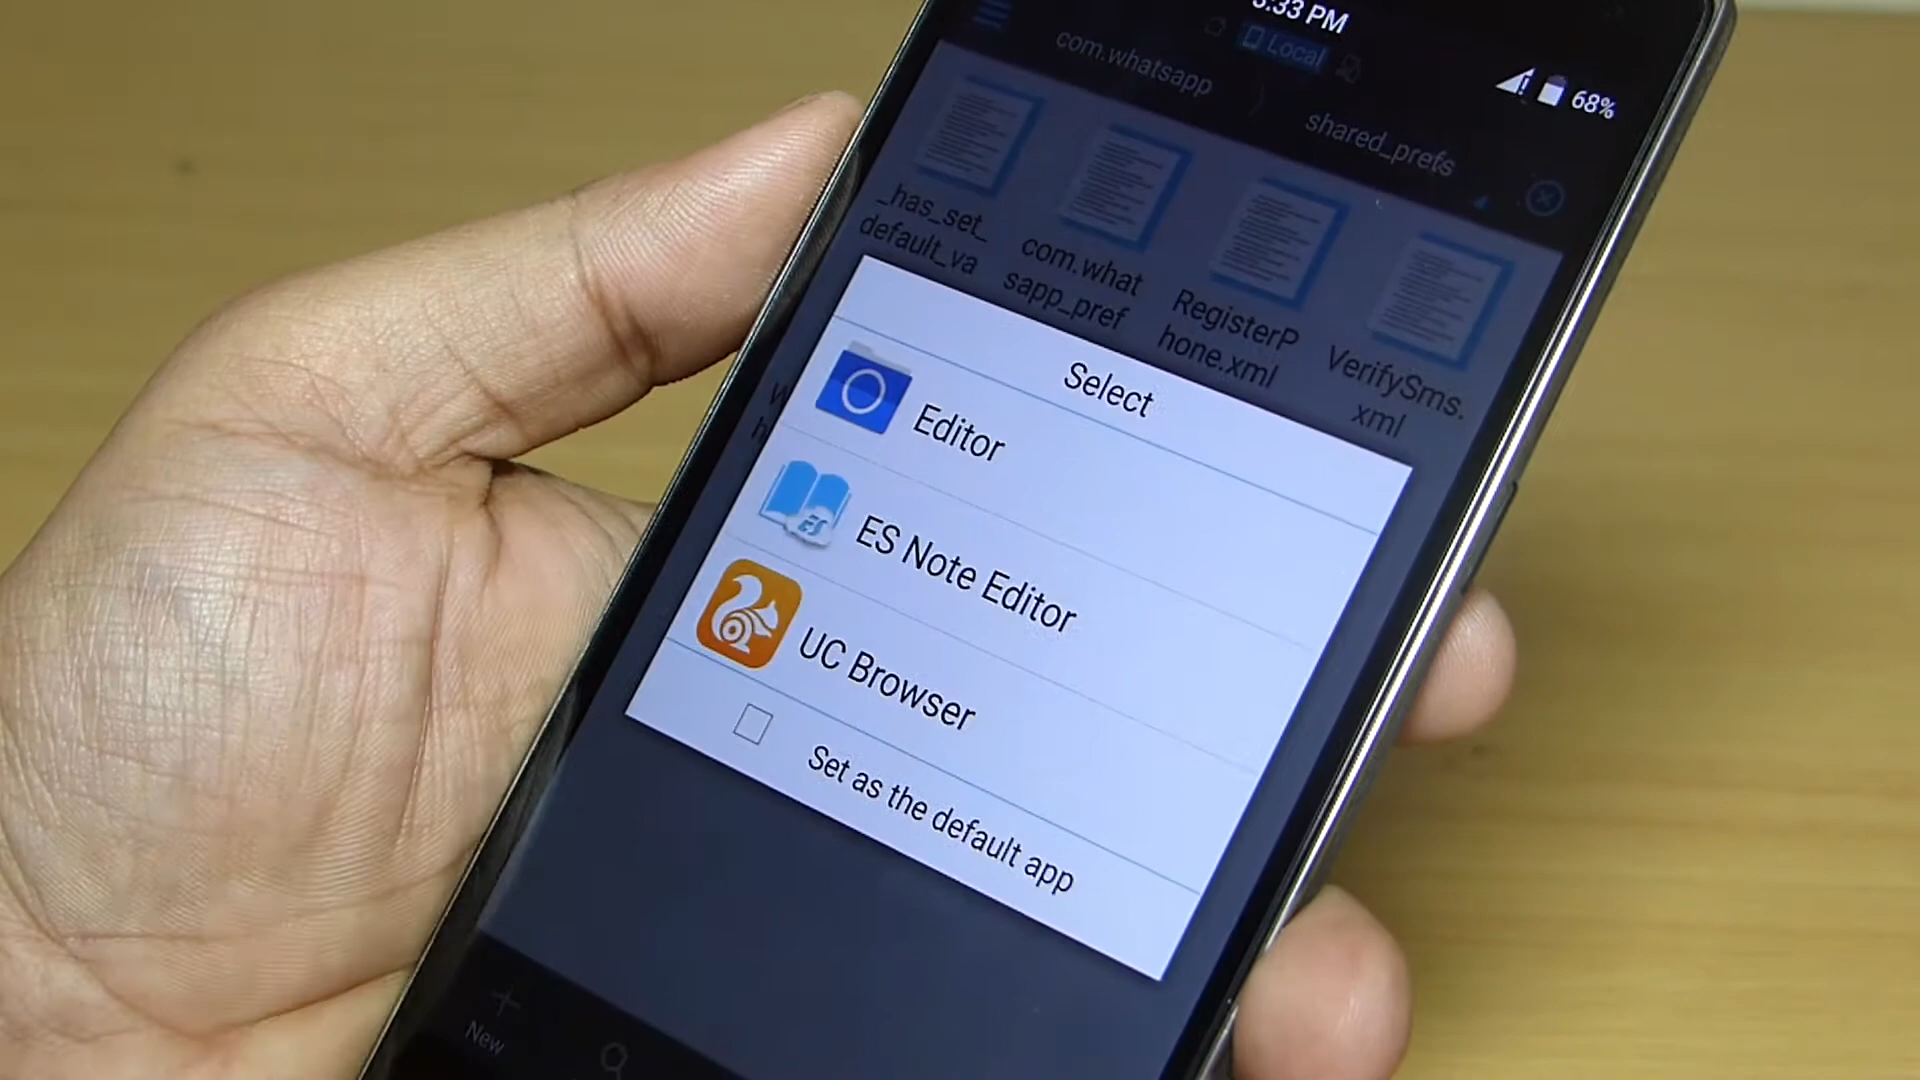 :33 PM
Local
68%
com.whatsapp
shared_prefs
_has_set_
default_va
com.what
sapp_pref
RegisterP
hone.xml
VerifySms.
xml
Select
Editor
ES
ES Note Editor
UC Browser
Set as the default app
New